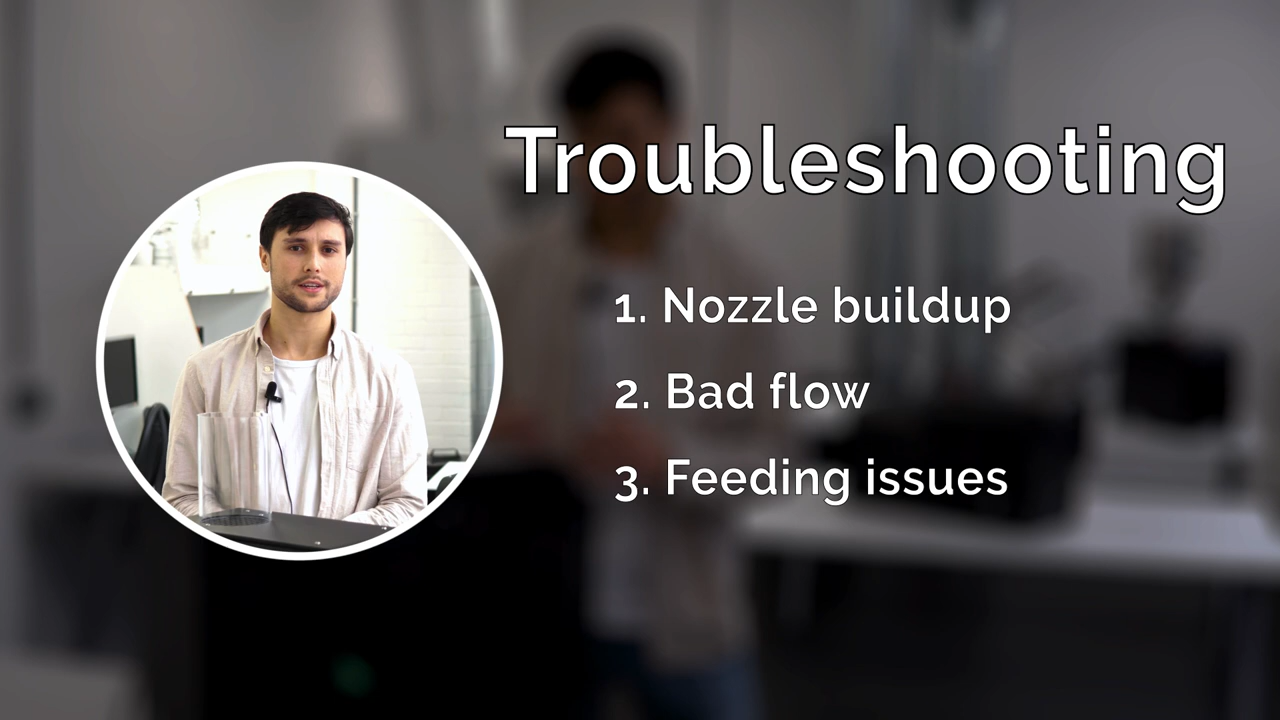 Troubleshooting
1. Nozzle buildup
2. Bad flow
3. Feeding issues